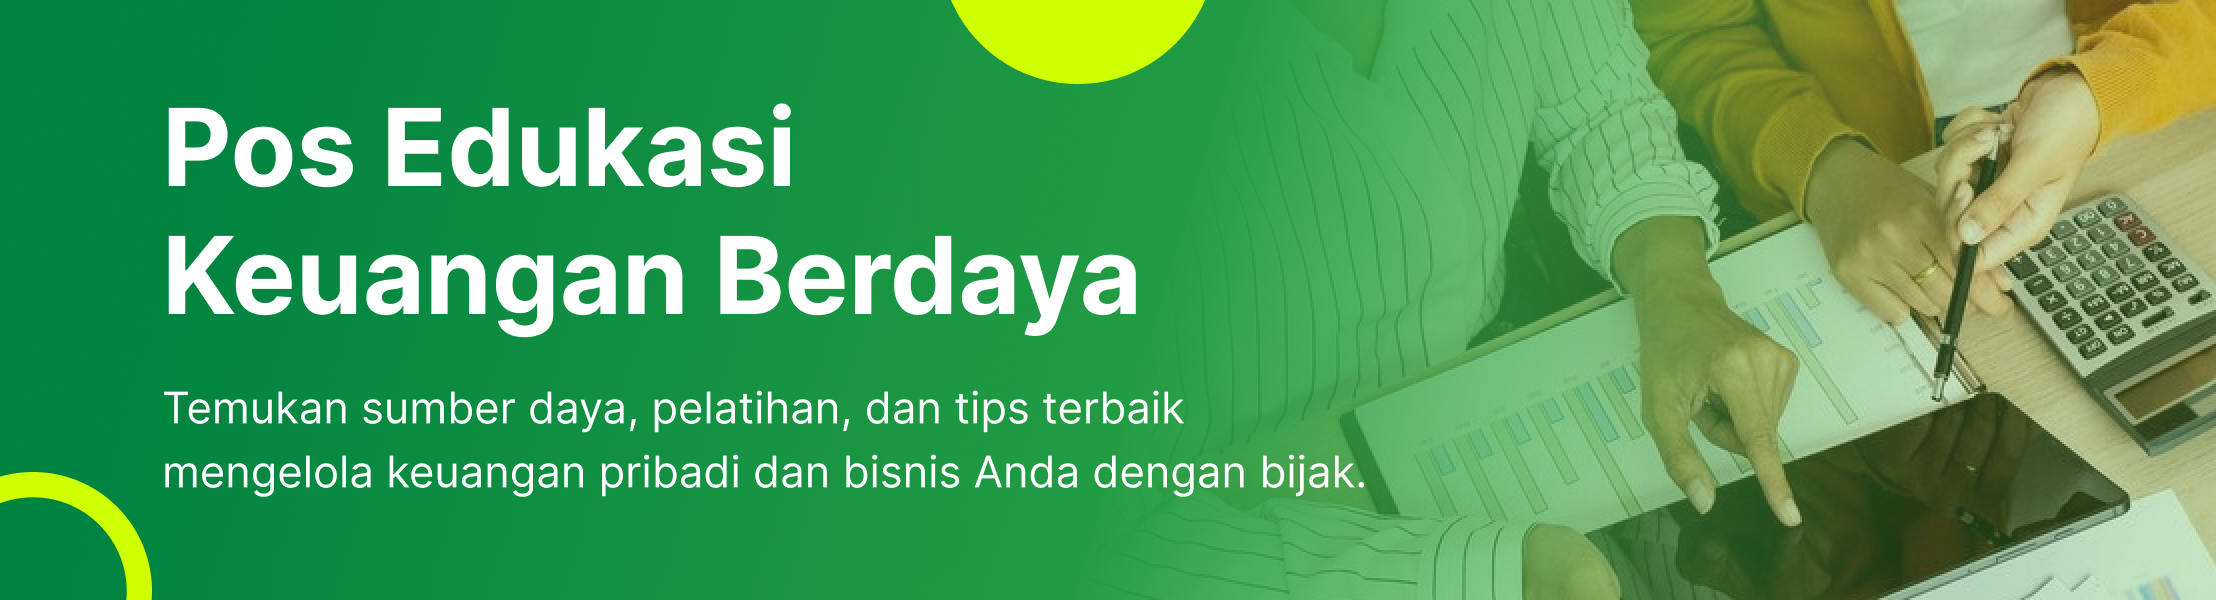 Pos Edukasi
Keuangan Berdaya
Temukan sumber daya, pelatihan, dan tips terbaik
mengelola keuangan pribadi dan bisnis Anda dengan bijak.